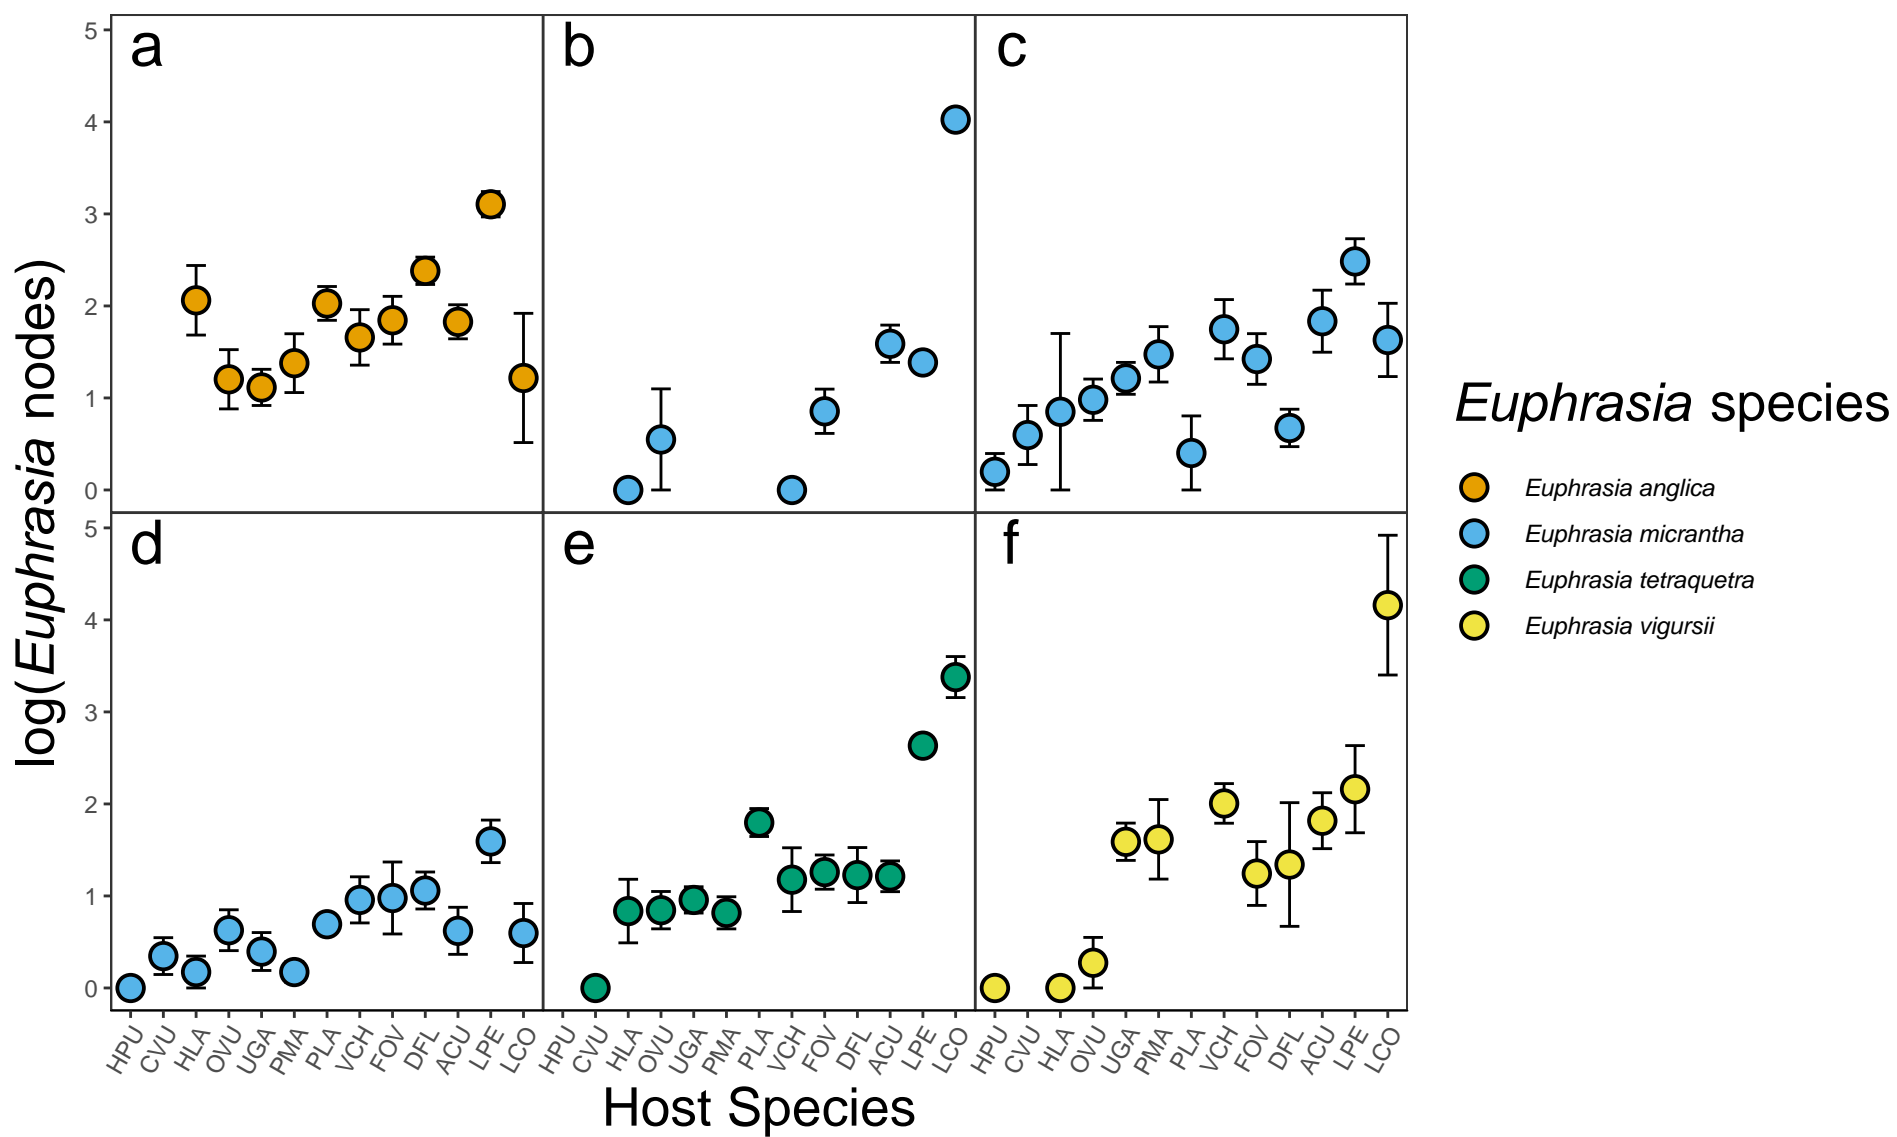 a
b
c
5
4
3
2
1
0
d
e
f
5
4
3
2
1
0
log(Euphrasia nodes)
HPU CVU HLA OVU UGA PMA PLA VCH FOV DFL ACU LPE LCO
HPU CVU HLA OVU UGA PMA PLA VCH FOV DFL ACU LPE LCO
HPU CVU HLA OVU UGA PMA PLA VCH FOV DFL ACU LPE LCO
Host Species
Euphrasia species
Euphrasia anglica
Euphrasia micrantha
Euphrasia tetraquetra
Euphrasia vigursii